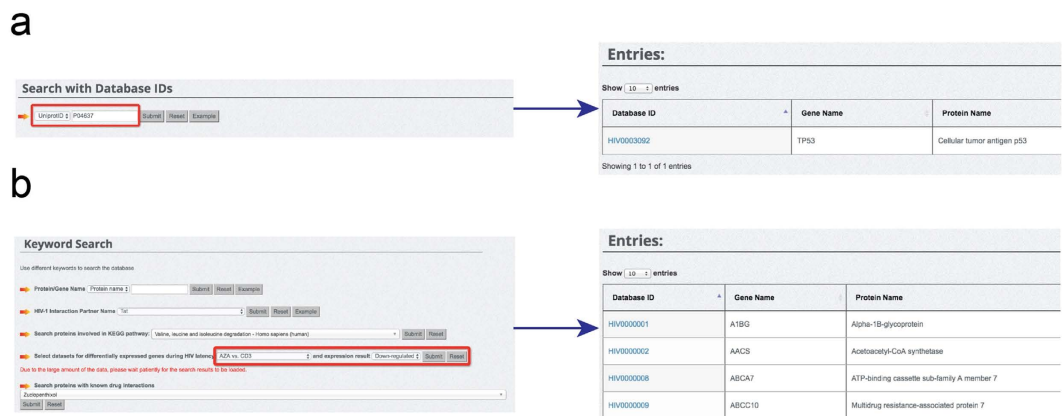 a
Search with Database IDs
UniprotID P04637 Submit Reset Example
Entries:
Show 10 entries
Database ID Gene Name Protein Name
HIV0003092 TP53 Cellular tumor antigen p53
Showing 1 to 1 of 1 entries
b
Keyword Search
Use different keywords to search the database
Protein/Gene Name Protein name Submit Reset Example
HIV-1 Interaction Partner Name Tat Submit Reset Example
Search proteins involved in KEGG pathway: Valine, leucine and isoleucine degradation - Homo sapiens (human) Submit Reset
Select datasets for differentially expressed genes during HIV latency AZA vs. CD3 and expression result Down-regulated Submit Reset
Due to the large amount of the data, please wait patiently for the search results to be loaded.
Search proteins with known drug interactions
Zuclopenthixol
Submit Reset
Entries:
Show 10 entries
Database ID Gene Name Protein Name
HIV0000001 A1BG Alpha-1B-glycoprotein
HIV0000002 AACS Acetoacetyl-CoA synthetase
HIV0000008 ABCA7 ATP-binding cassette sub-family A member 7
HIV0000009 ABCC10 Multidrug resistance-associated protein 7